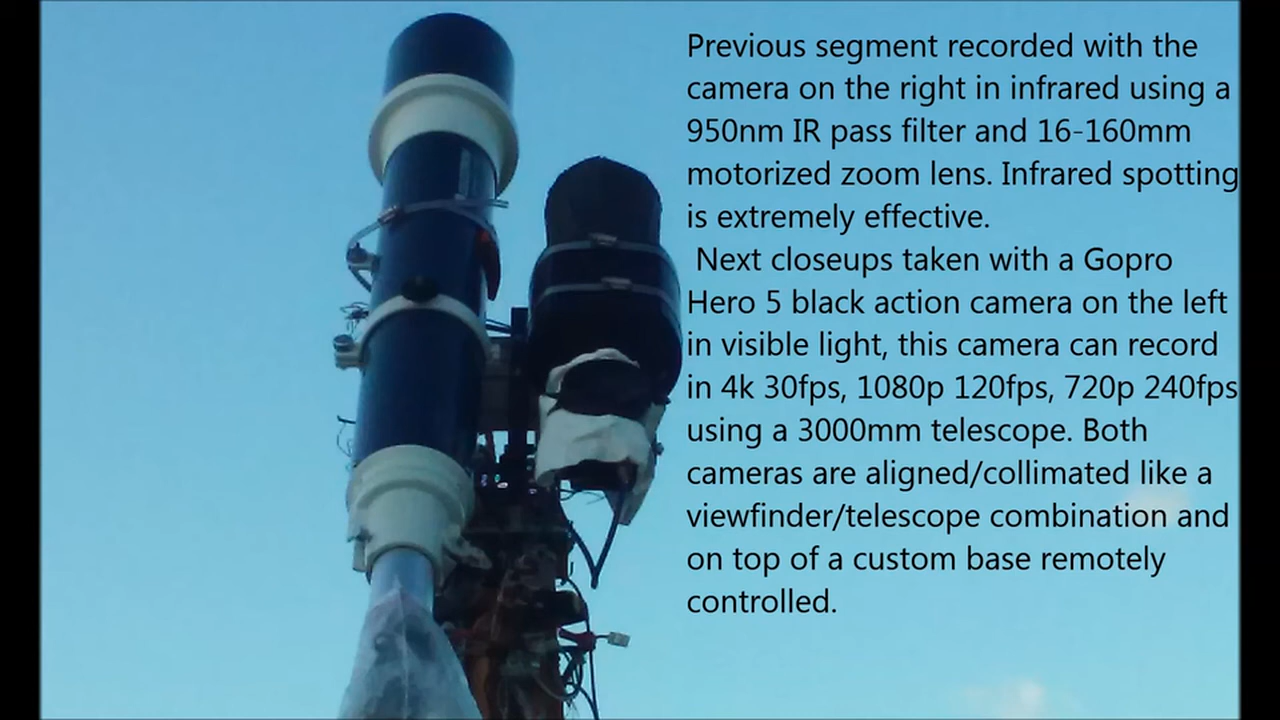 Previous segment recorded with the
camera on the right in infrared using a
950nm IR pass filter and 16-160mm
motorized zoom lens. Infrared spotting
is extremely effective.
Next closeups taken with a Gopro
Hero 5 black action camera on the left
in visible light, this camera can record
in 4k 30fps, 1080p 120fps, 720p 240fps
using a 3000mm telescope. Both
cameras are aligned/collimated like a
viewfinder/telescope combination and
on top of a custom base remotely
controlled.